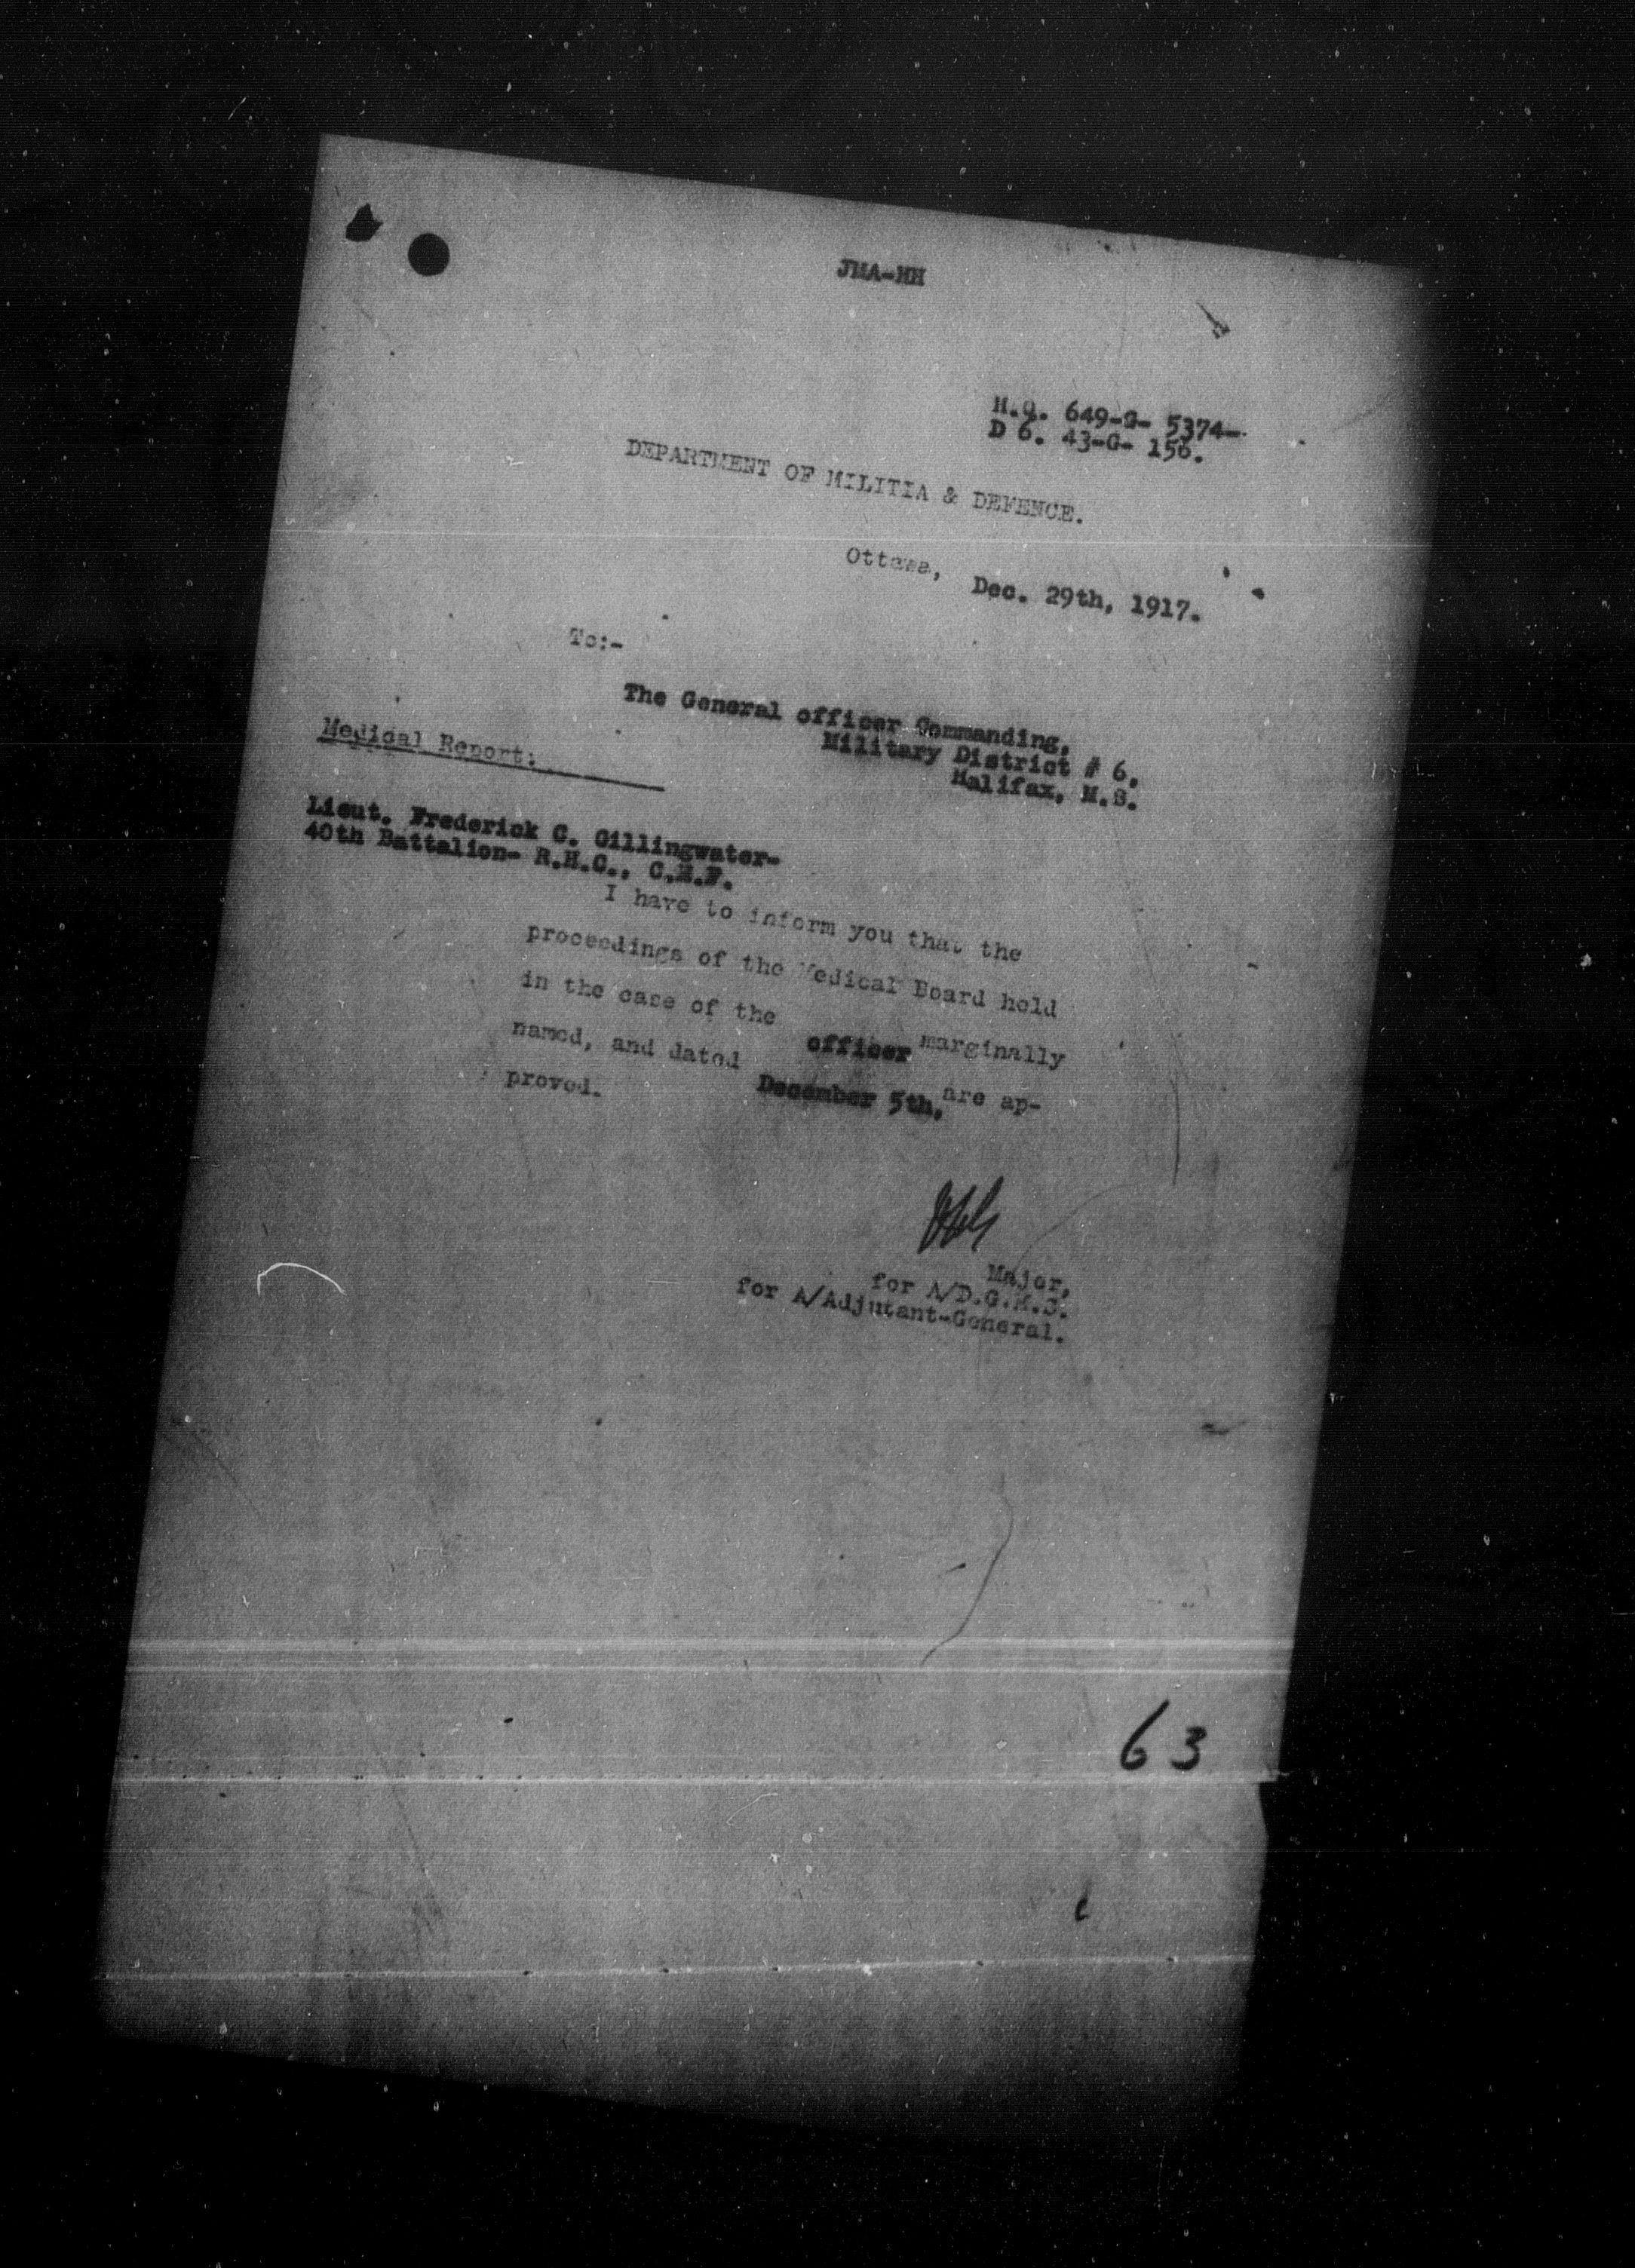 JMA-HH
H.Q. 649-G- 5374-
D 6. 43-G- 156.
DEPARTMENT OF MILITIA & DEFENCE.
Ottawa, Dec. 29th, 1917.
To:-
The General officer Commanding,
Military District # 6,
Halifax, N.S.
Medical Report:
Lieut. Frederick C. Gillingwater-
40th Battalion- R.H.C., C.E.F.
I have to inform you that the
proceedings of the Medical Board held
in the case of the officer marginally
named, and dated December 5th, are ap-
proved.
Major,
for A/D.G.M.S.
for A/Adjutant-General.
63